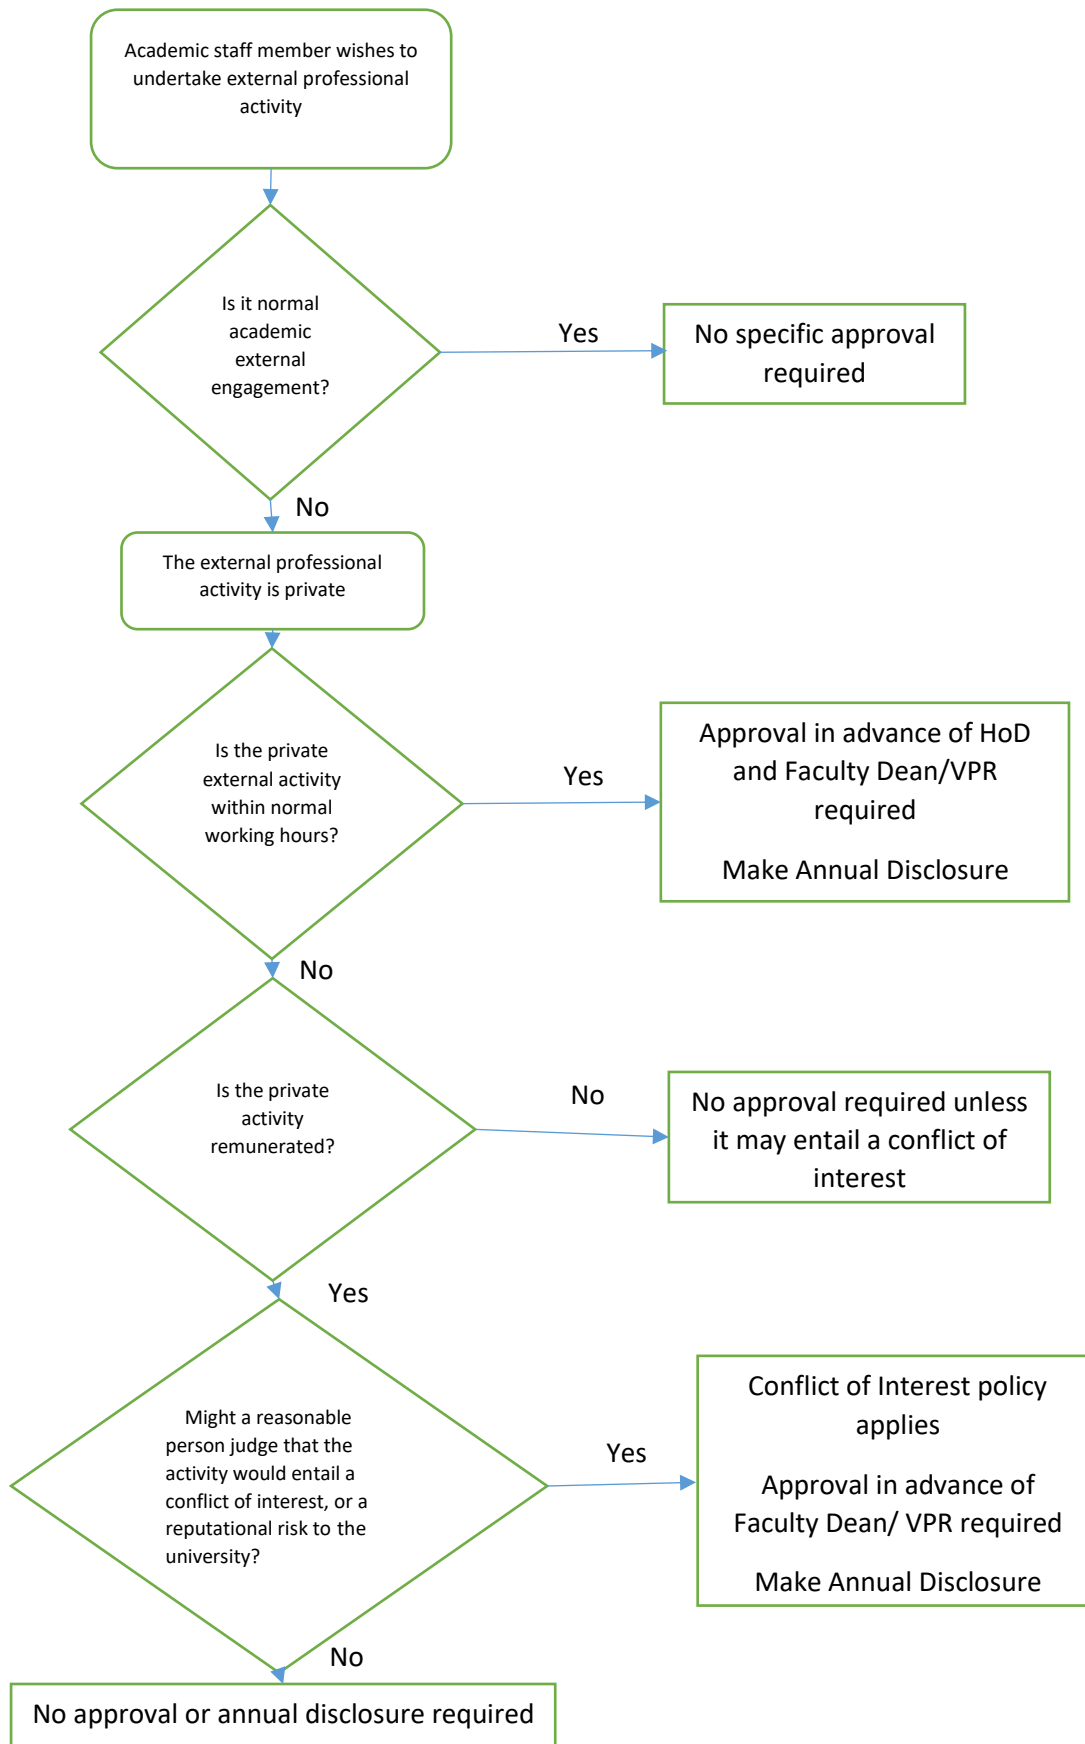 Academic staff member wishes to
undertake external professional
activity
Is it normal
academic
external
engagement?
Yes
No specific approval
required
No
The external professional
activity is private
Is the private
external activity
within normal
working hours?
Yes
Approval in advance of HoD
and Faculty Dean/VPR
required
Make Annual Disclosure
No
Is the private
activity
remunerated?
No
No approval required unless
it may entail a conflict of
interest
Yes
Might a reasonable
person judge that the
activity would entail a
conflict of interest, or a
reputational risk to the
university?
Yes
Conflict of Interest policy
applies
Approval in advance of
Faculty Dean/ VPR required
Make Annual Disclosure
No
No approval or annual disclosure required